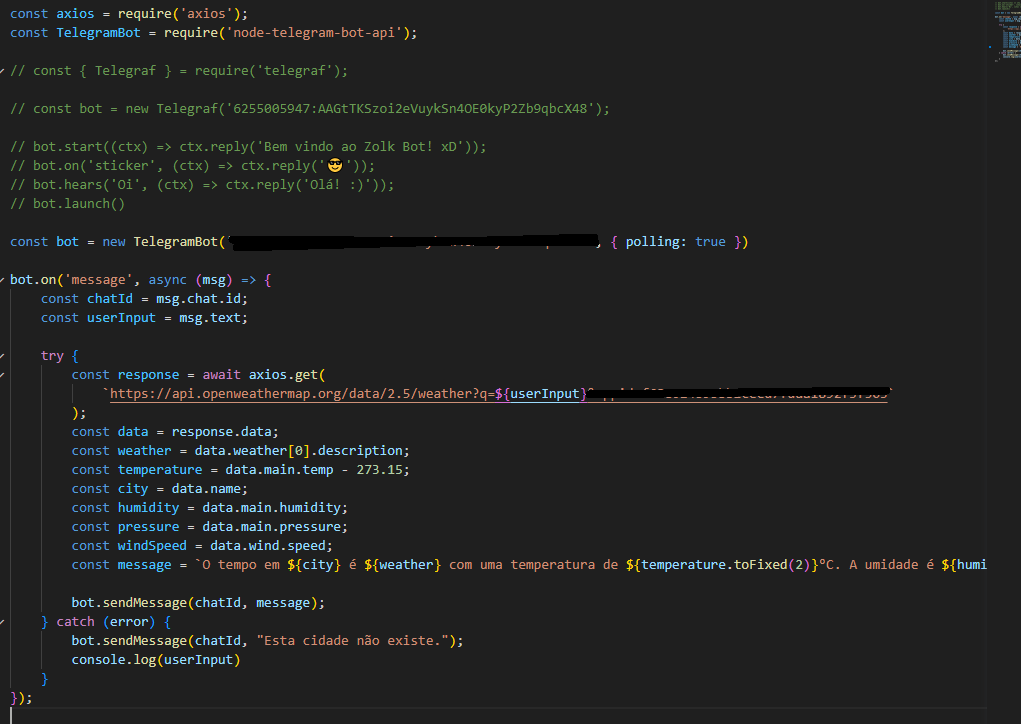 const axios = require('axios');
const TelegramBot = require('node-telegram-bot-api');
// const { Telegraf } = require('telegraf');
// const bot = new Telegraf('6255005947:AAGtTKSzoi2eVuykSn4OE0kyP2Zb9qbcX48');
// bot.start((ctx) => ctx.reply('Bem vindo ao Zolk Bot! xD'));
// bot.on('sticker', (ctx) => ctx.reply('😎'));
// bot.hears('Oi', (ctx) => ctx.reply('Olá! :)'));
// bot.launch()
const bot = new TelegramBot( , { polling: true })
bot.on('message', async (msg) => {
const chatId = msg.chat.id;
const userInput = msg.text;
try {
const response = await axios.get(
`https://api.openweathermap.org/data/2.5/weather?q=${userInput} `
);
const data = response.data;
const weather = data.weather[0].description;
const temperature = data.main.temp - 273.15;
const city = data.name;
const humidity = data.main.humidity;
const pressure = data.main.pressure;
const windSpeed = data.wind.speed;
const message = `O tempo em ${city} é ${weather} com uma temperatura de ${temperature.toFixed(2)}ºC. A umidade é ${humi
bot.sendMessage(chatId, message);
} catch (error) {
bot.sendMessage(chatId, "Esta cidade não existe.");
console.log(userInput)
}
});